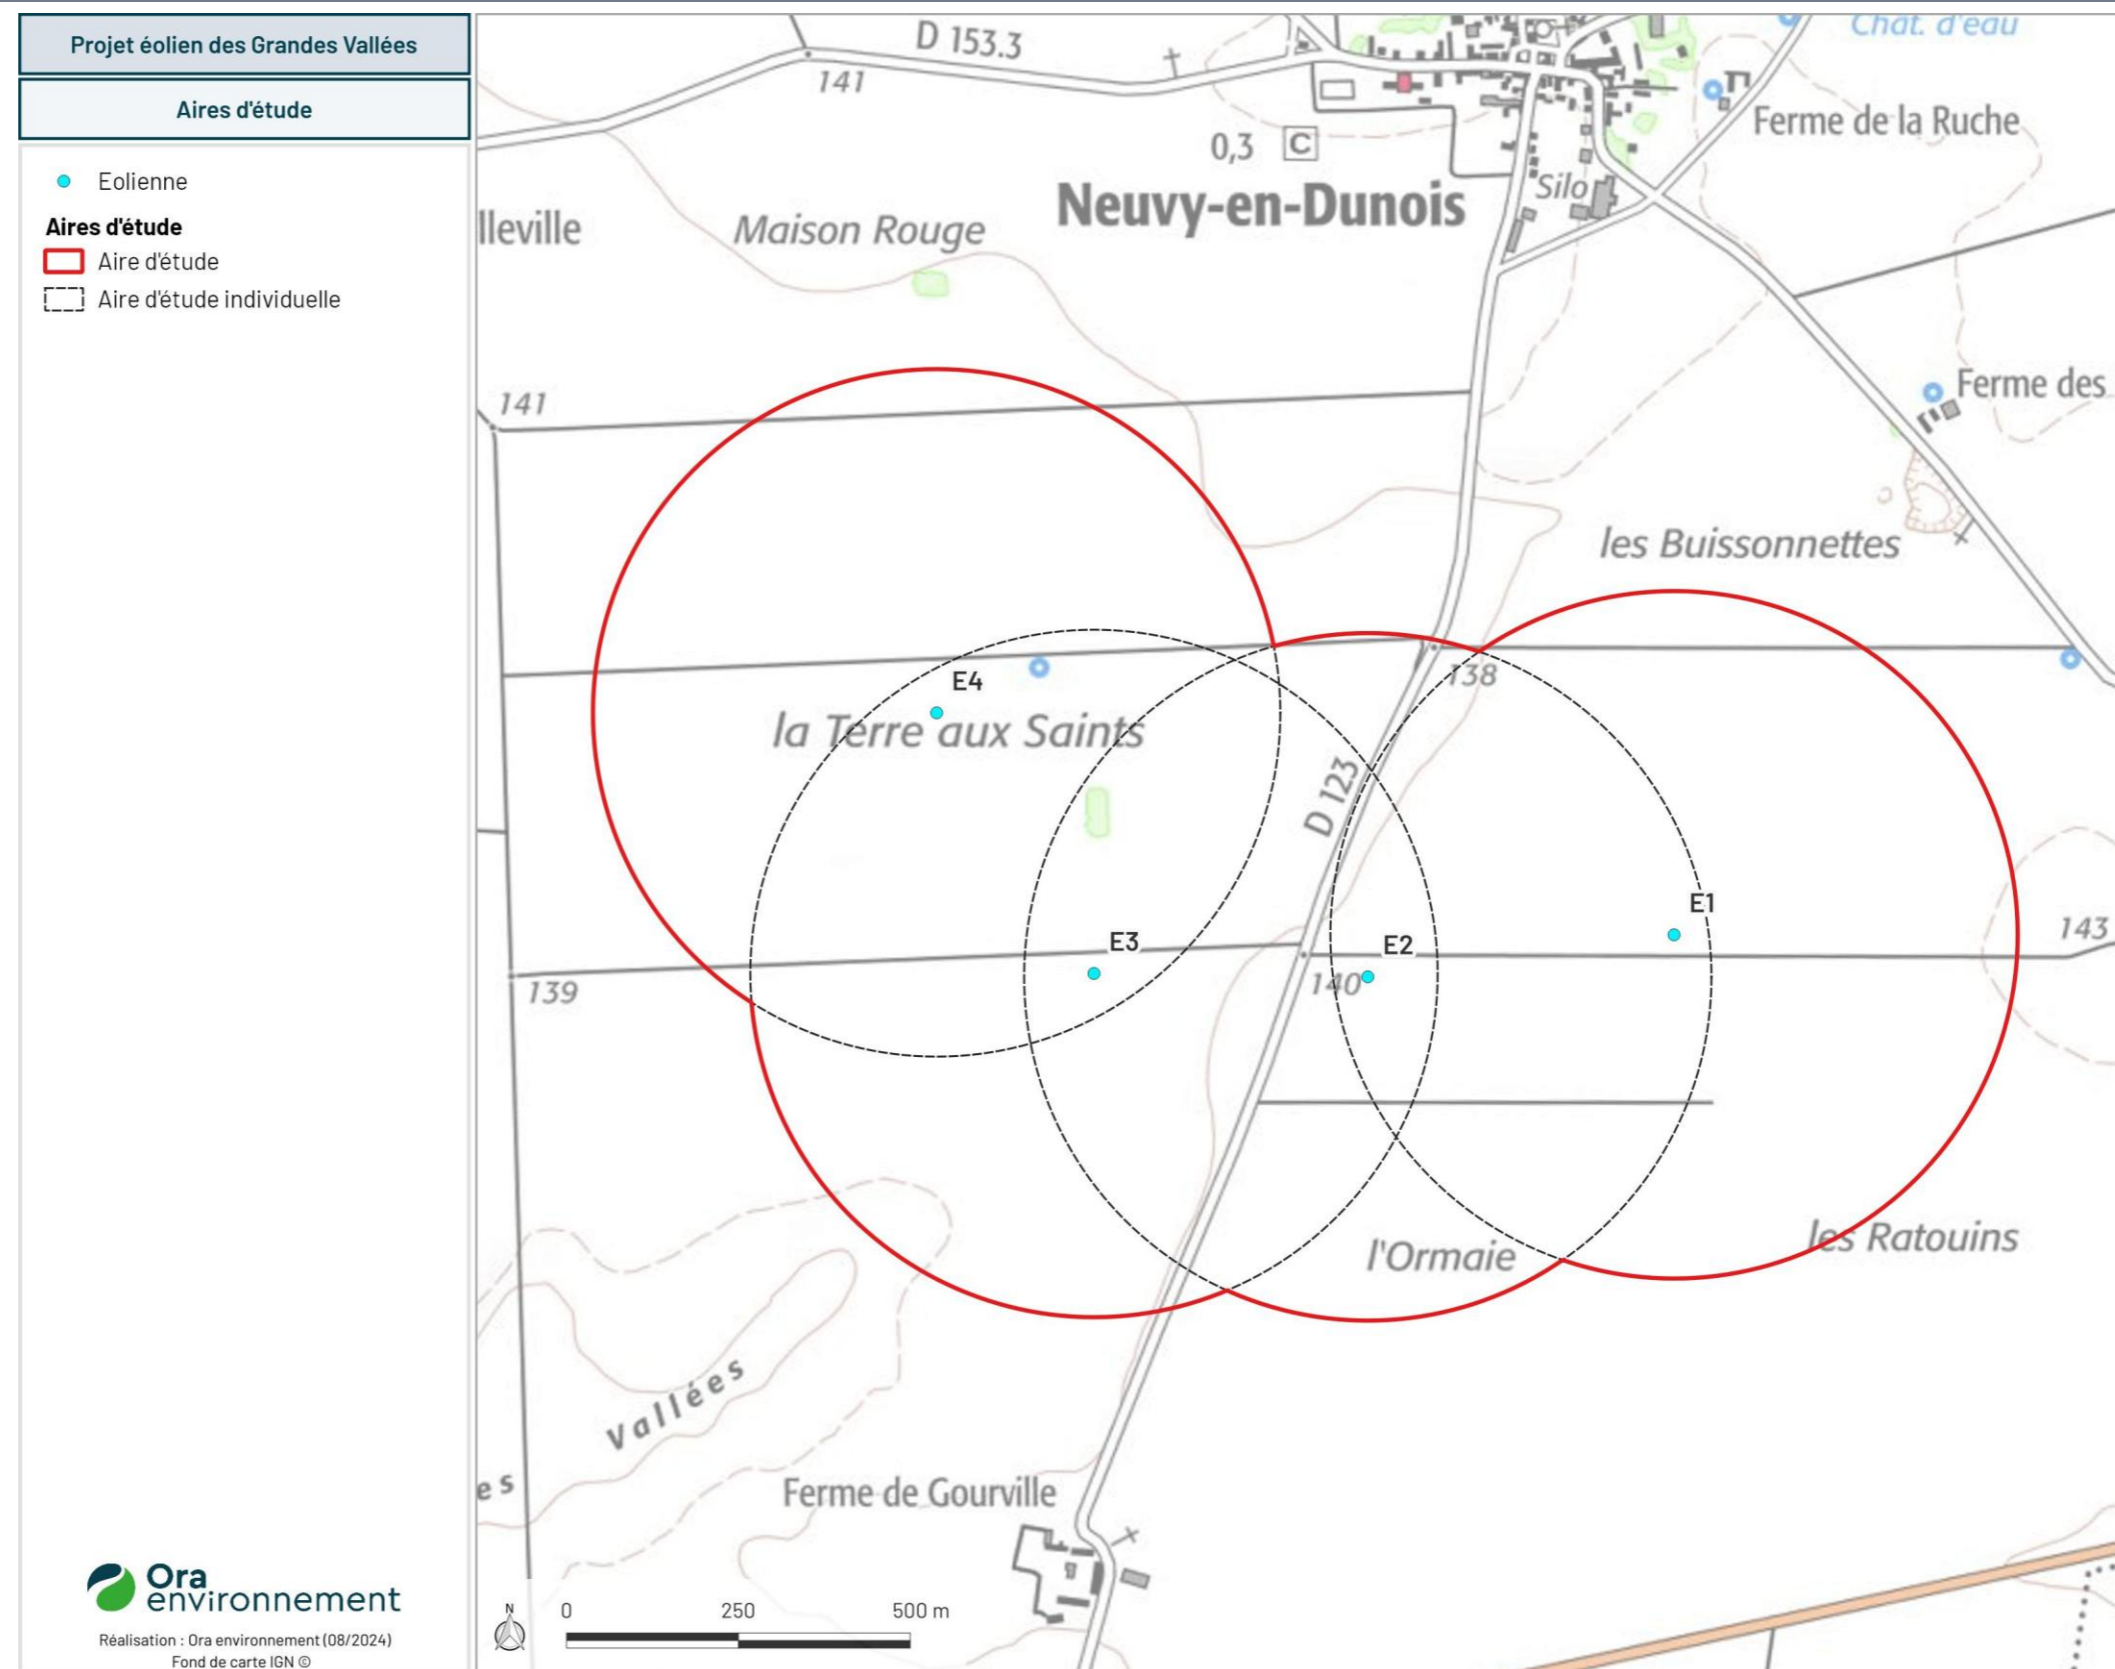 Projet éolien des Grandes Vallées
Aires d'étude
Eolienne
Aires d'étude
Aire d'étude
Aire d'étude individuelle
Chât. d'eau
D 153.3
141
0,3 C
Ferme de la Ruche
Silo
lleville
Maison Rouge
Neuvy-en-Dunois
Ferme des
141
les Buissonnettes
E4
138
la Terre aux Saints
D 123
E1
143
E3
E2
139
140
les Ratouins
l'Ormaie
Vallées
es
Ferme de Gourville
Ora
environnement
N
0 250 500 m
Réalisation : Ora environnement (08/2024)
Fond de carte IGN ©